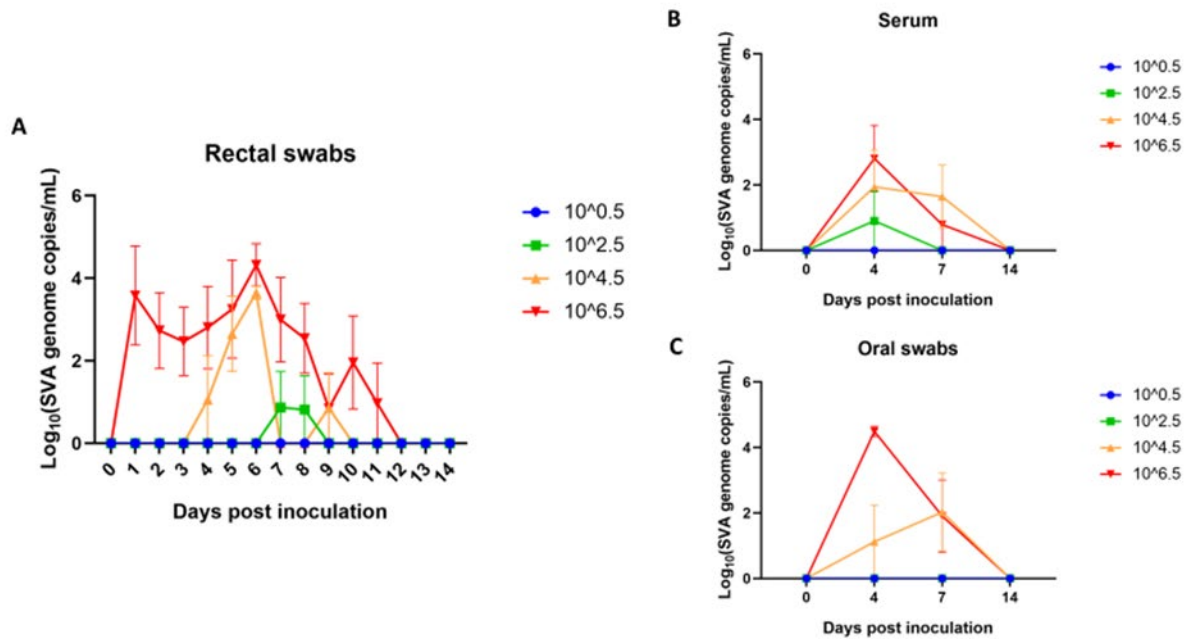 A
Rectal swabs
Log₁₀(SVA genome copies/mL)
6
4
2
0
0 1 2 3 4 5 6 7 8 9 10 11 12 13 14
Days post inoculation
10^0.5
10^2.5
10^4.5
10^6.5
B
Serum
Log₁₀(SVA genome copies/mL)
6
4
2
0
0 4 7 14
Days post inoculation
10^0.5
10^2.5
10^4.5
10^6.5
C
Oral swabs
Log₁₀(SVA genome copies/mL)
6
4
2
0
0 4 7 14
Days post inoculation
10^0.5
10^2.5
10^4.5
10^6.5